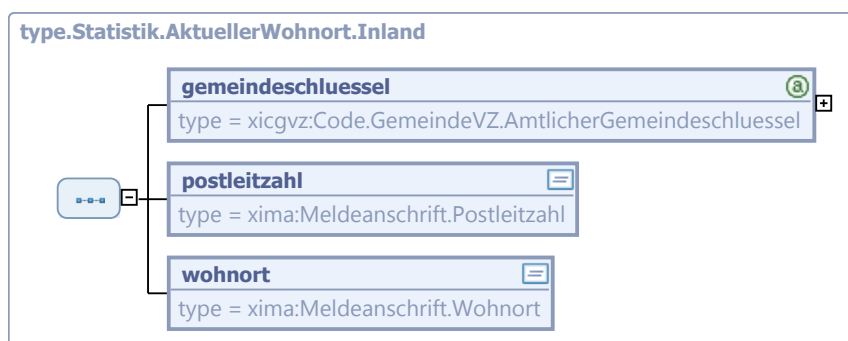 type.Statistik.AktuellerWohnort.Inland
gemeindeschluessel
type = xicgvz:Code.GemeindeVZ.AmtlicherGemeindeschluessel
postleitzahl
type = xima:Meldeanschrift.Postleitzahl
wohnort
type = xima:Meldeanschrift.Wohnort